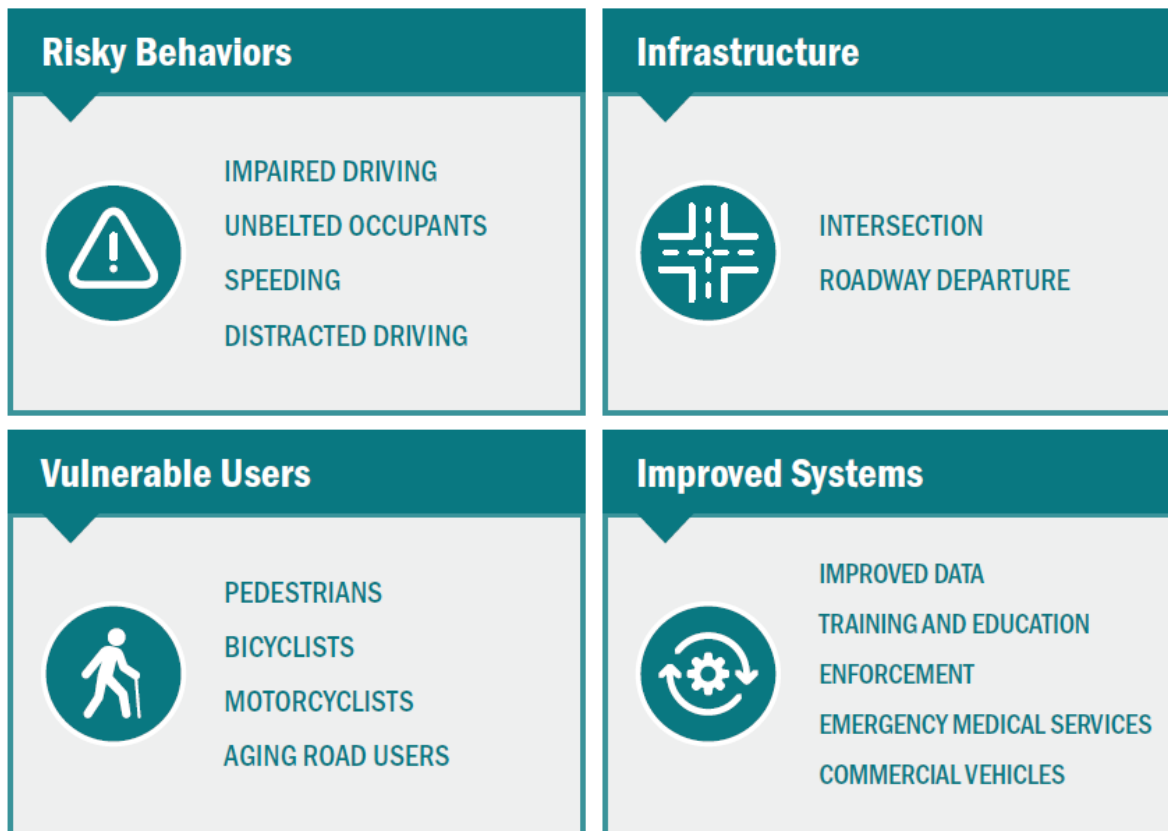 Risky Behaviors
IMPAIRED DRIVING
UNBELTED OCCUPANTS
SPEEDING
DISTRACTED DRIVING
Infrastructure
INTERSECTION
ROADWAY DEPARTURE
Vulnerable Users
PEDESTRIANS
BICYCLISTS
MOTORCYCLISTS
AGING ROAD USERS
Improved Systems
IMPROVED DATA
TRAINING AND EDUCATION
ENFORCEMENT
EMERGENCY MEDICAL SERVICES
COMMERCIAL VEHICLES